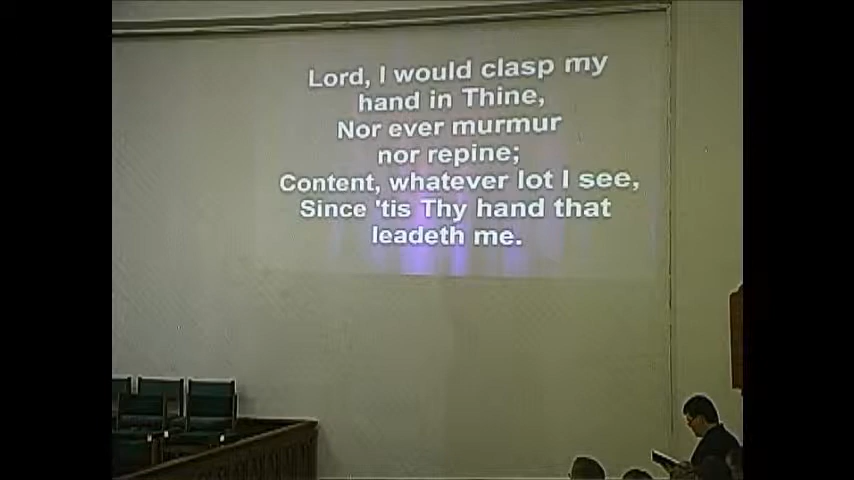 Lord, I would clasp my
hand in Thine,
Nor ever murmur
nor repine;
Content, whatever lot I see,
Since 'tis Thy hand that
leadeth me.